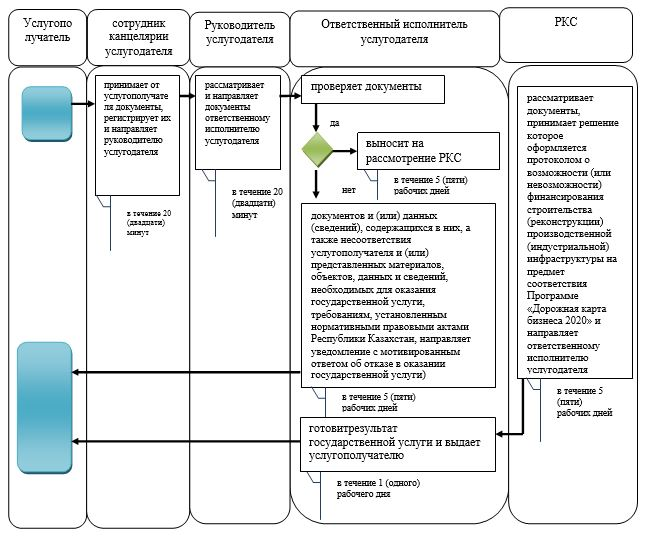 Услугопо
лучатель
сотрудник
канцелярии
услугодателя
Руководитель
услугодателя
Ответственный исполнитель
услугодателя
РКС
принимает от
услугополучате
ля документы,
регистрирует их
и направляет
руководителю
услугодателя
в течение 20
(двадцати)
минут
рассматривает
и направляет
документы
ответственному
исполнителю
услугодателя
в течение 20
(двадцати)
минут
проверяет документы
да
выносит на
рассмотрение РКС
в течение 5 (пяти)
рабочих дней
нет
документов и (или) данных
(сведений), содержащихся в них, а
также несоответствия
услугополучателя и (или)
представленных материалов,
объектов, данных и сведений,
необходимых для оказания
государственной услуги,
требованиям, установленным
нормативными правовыми актами
Республики Казахстан, направляет
уведомление с мотивированным
ответом об отказе в оказании
государственной услуги)
в течение 5 (пяти)
рабочих дней
рассматривает
документы,
принимает решение
которое
оформляется
протоколом о
возможности (или
невозможности)
финансирования
строительства
(реконструкции)
производственной
(индустриальной)
инфраструктуры на
предмет
соответствия
Программе
«Дорожная карта
бизнеса 2020» и
направляет
ответственному
исполнителю
услугодателя
в течение 5
(пяти)
рабочих дней
готовитрезультат
государственной услуги и выдает
услугополучателю
в течение 1 (одного)
рабочего дня